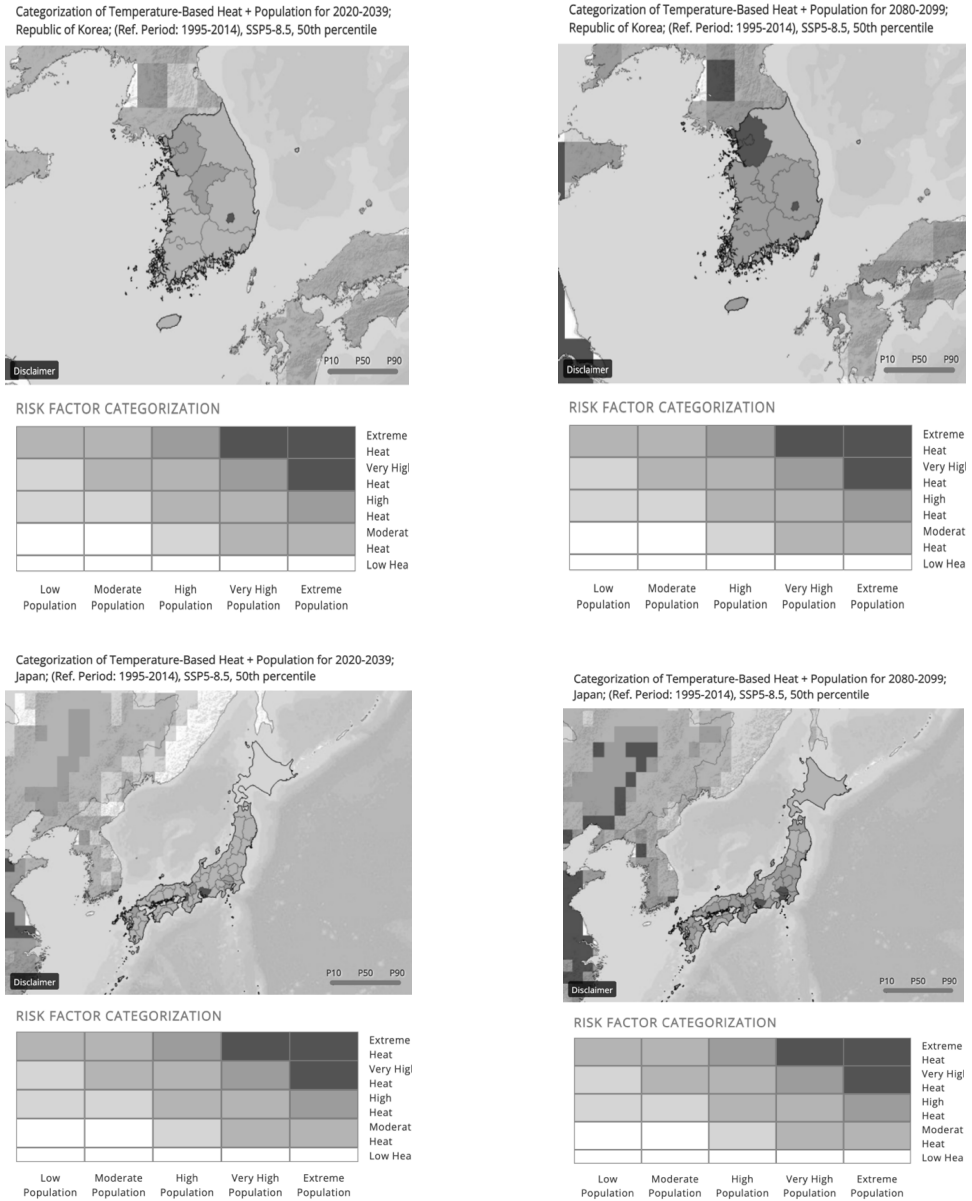 Categorization of Temperature-Based Heat + Population for 2020-2039;
Republic of Korea; (Ref. Period: 1995-2014), SSP5-8.5, 50th percentile
P10 P50 P90
Disclaimer
RISK FACTOR CATEGORIZATION
Extreme
Heat
Very High
Heat
High
Heat
Moderat
Heat
Low Hea
Low Moderate High Very High Extreme
Population Population Population Population Population
Categorization of Temperature-Based Heat + Population for 2080-2099;
Republic of Korea; (Ref. Period: 1995-2014), SSP5-8.5, 50th percentile
P10 P50 P90
Disclaimer
RISK FACTOR CATEGORIZATION
Extreme
Heat
Very High
Heat
High
Heat
Moderat
Heat
Low Hea
Low Moderate High Very High Extreme
Population Population Population Population Population
Categorization of Temperature-Based Heat + Population for 2020-2039;
Japan; (Ref. Period: 1995-2014), SSP5-8.5, 50th percentile
P10 P50 P90
Disclaimer
RISK FACTOR CATEGORIZATION
Extreme
Heat
Very High
Heat
High
Heat
Moderat
Heat
Low Hea
Low Moderate High Very High Extreme
Population Population Population Population Population
Categorization of Temperature-Based Heat + Population for 2080-2099;
Japan; (Ref. Period: 1995-2014), SSP5-8.5, 50th percentile
P10 P50 P90
Disclaimer
RISK FACTOR CATEGORIZATION
Extreme
Heat
Very High
Heat
High
Heat
Moderat
Heat
Low Hea
Low Moderate High Very High Extreme
Population Population Population Population Population